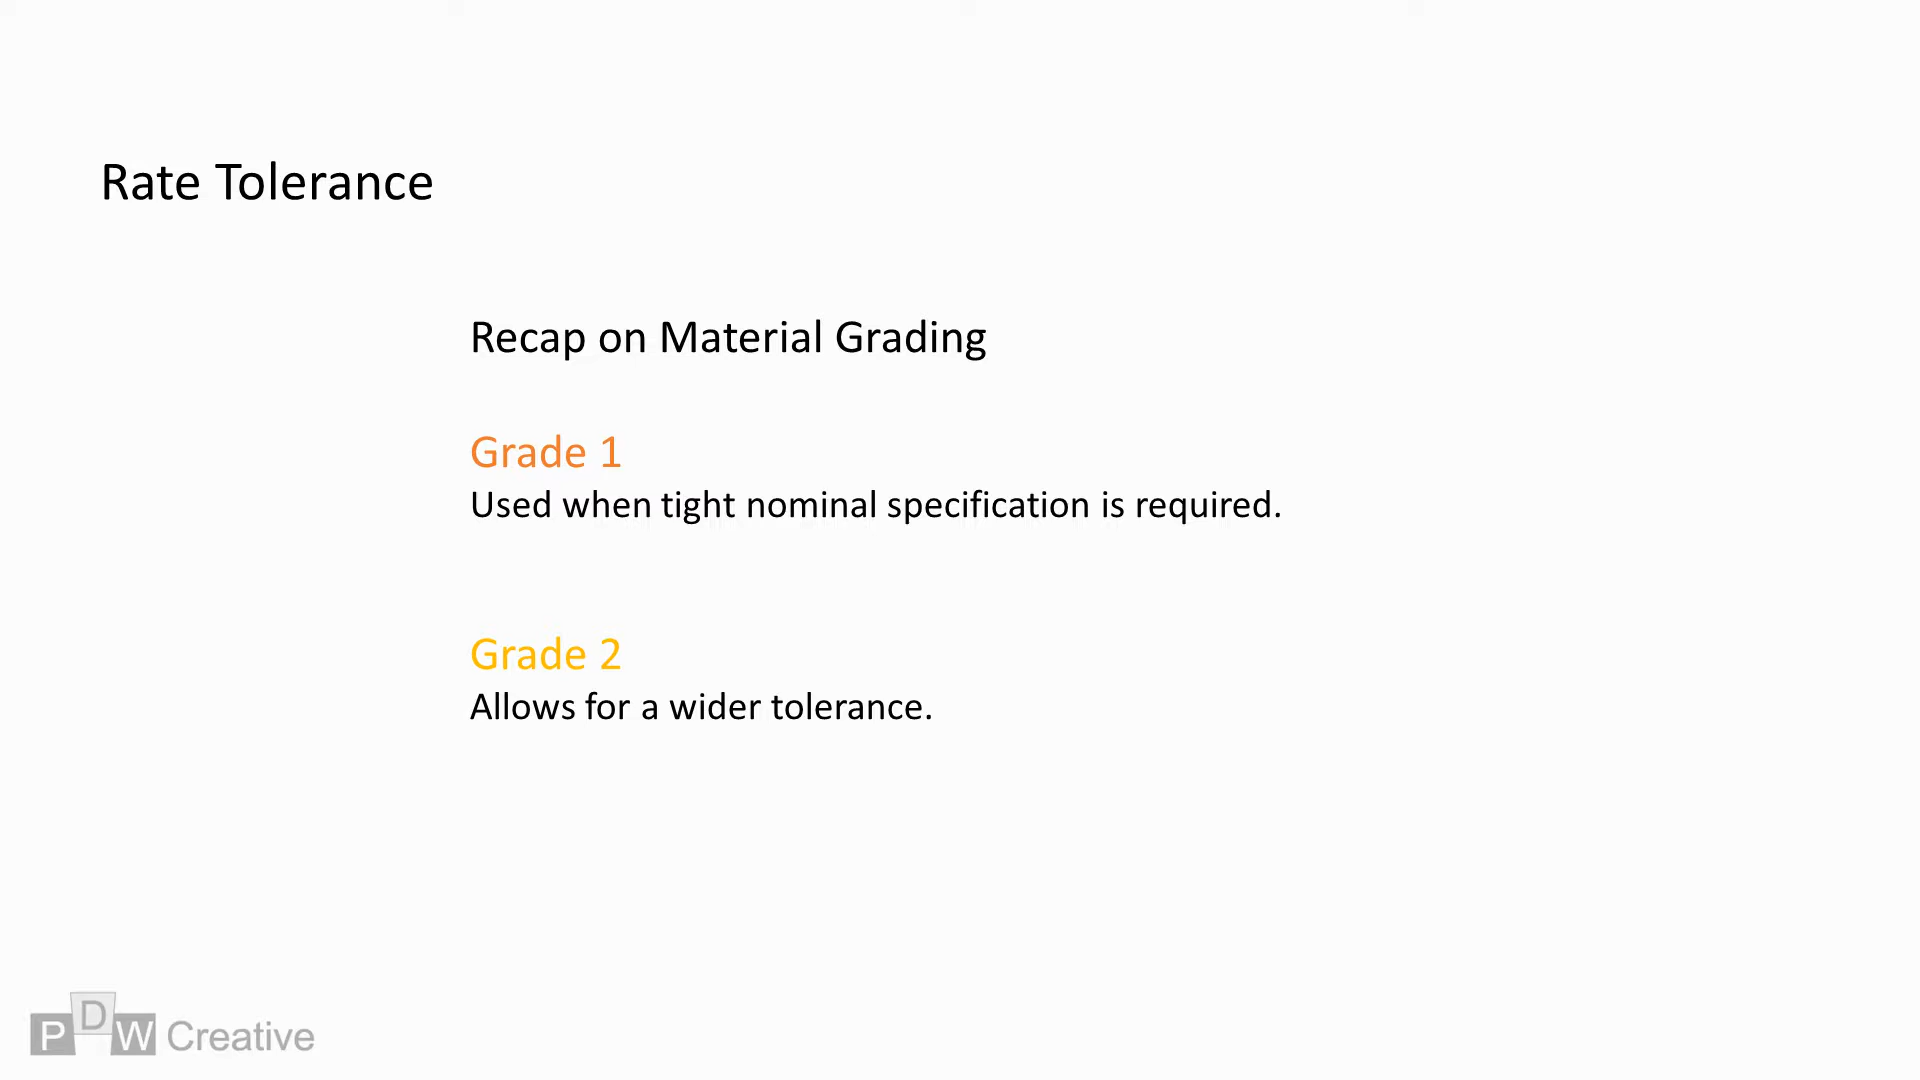 Rate Tolerance
Recap on Material Grading
Grade 1
Used when tight nominal specification is required.
Grade 2
Allows for a wider tolerance.
PDW Creative